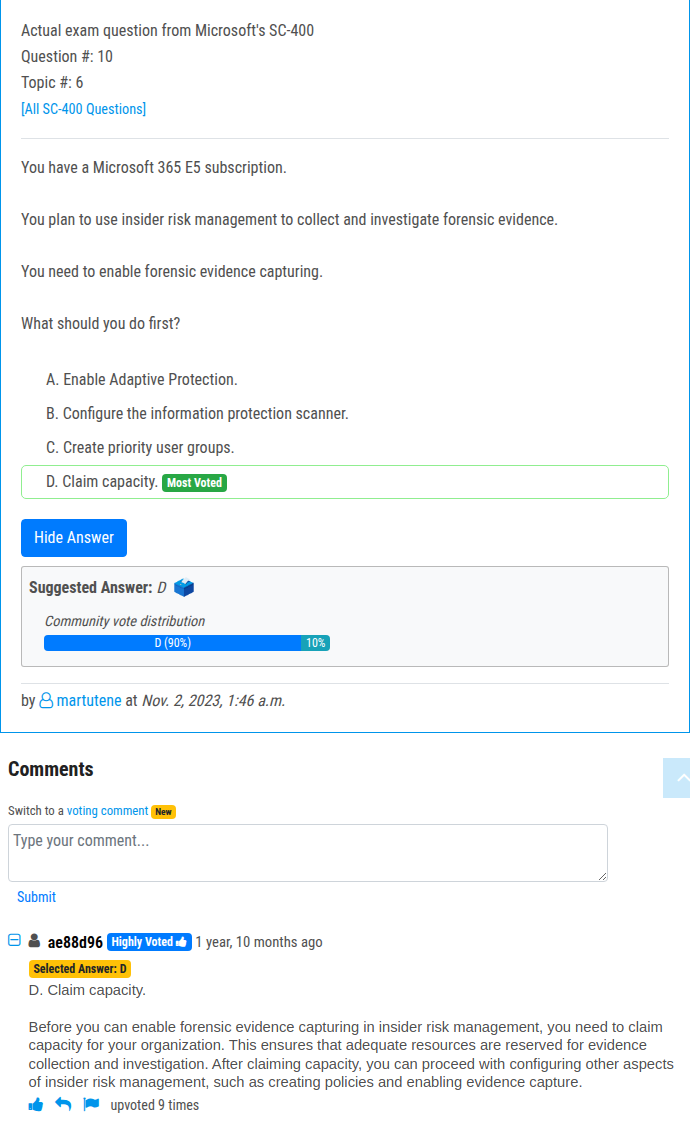 Actual exam question from Microsoft's SC-400
Question #: 10
Topic #: 6
[All SC-400 Questions]
You have a Microsoft 365 E5 subscription.
You plan to use insider risk management to collect and investigate forensic evidence.
You need to enable forensic evidence capturing.
What should you do first?
A. Enable Adaptive Protection.
B. Configure the information protection scanner.
C. Create priority user groups.
D. Claim capacity. Most Voted
Hide Answer
Suggested Answer: D
Community vote distribution
D (90%) 10%
by martutene at Nov. 2, 2023, 1:46 a.m.
Comments
Switch to a voting comment New
Type your comment...
Submit
ae88d96 Highly Voted 1 year, 10 months ago
Selected Answer: D
D. Claim capacity.
Before you can enable forensic evidence capturing in insider risk management, you need to claim
capacity for your organization. This ensures that adequate resources are reserved for evidence
collection and investigation. After claiming capacity, you can proceed with configuring other aspects
of insider risk management, such as creating policies and enabling evidence capture.
upvoted 9 times